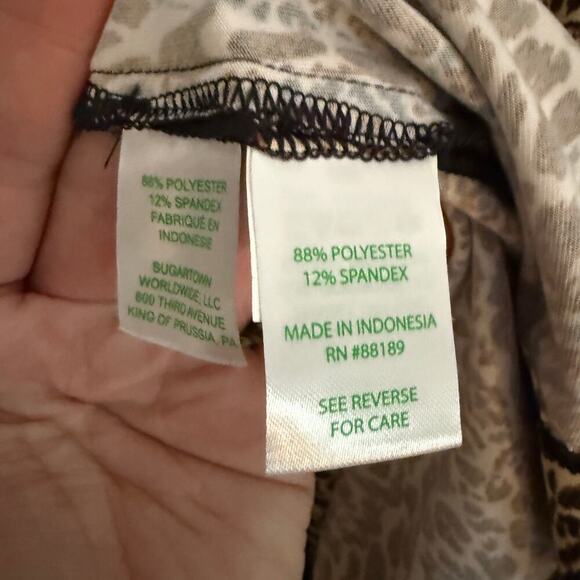 88% POLYESTER
12% SPANDEX
FABRIQUÉ EN
INDONESIE
SUGARTOWN
WORLDWIDE, LLC
800 THIRD AVENUE
KING OF PRUSSIA, PA
88% POLYESTER
12% SPANDEX
MADE IN INDONESIA
RN #88189
SEE REVERSE
FOR CARE